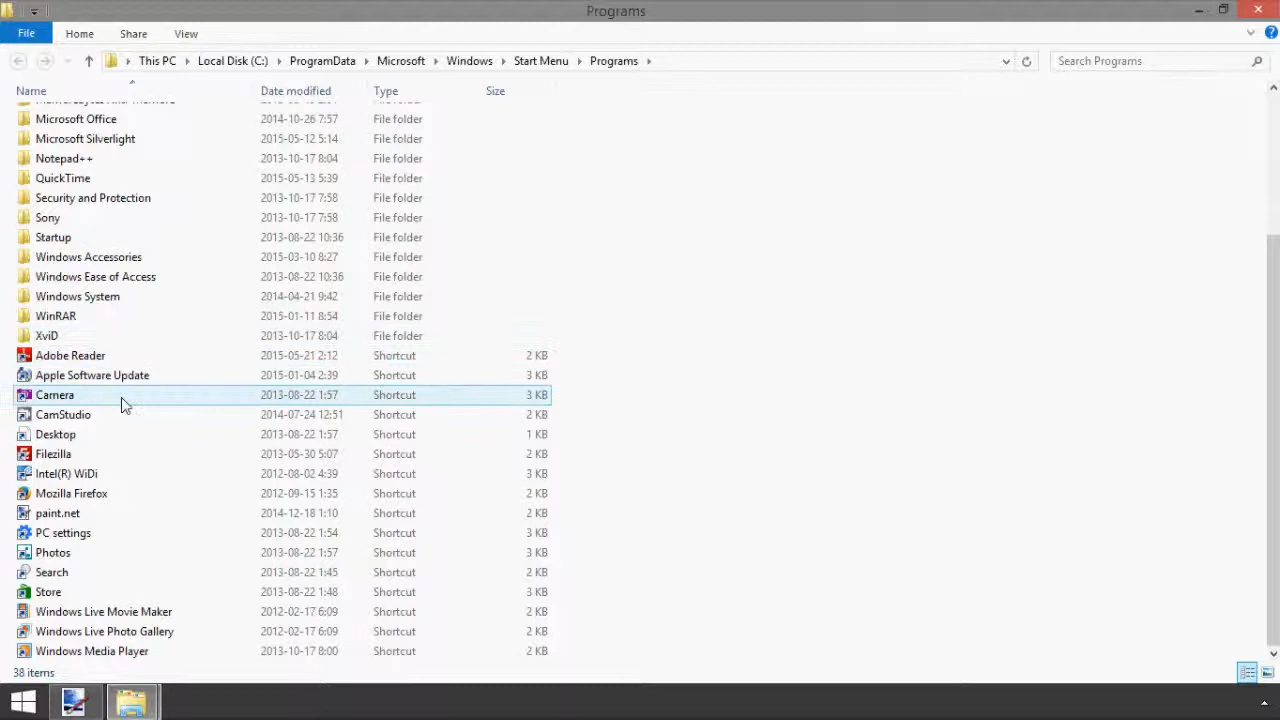 Programs
File Home Share View
This PC Local Disk (C:) ProgramData Microsoft Windows Start Menu Programs Search Programs
Name Date modified Type Size
Microsoft Office 2014-10-26 7:57 File folder
Microsoft Silverlight 2015-05-12 5:14 File folder
Notepad++ 2013-10-17 8:04 File folder
QuickTime 2015-05-13 5:39 File folder
Security and Protection 2013-10-17 7:58 File folder
Sony 2013-10-17 7:58 File folder
Startup 2013-08-22 10:36 File folder
Windows Accessories 2015-03-10 8:27 File folder
Windows Ease of Access 2013-08-22 10:36 File folder
Windows System 2014-04-21 9:42 File folder
WinRAR 2015-01-11 8:54 File folder
XviD 2013-10-17 8:04 File folder
Adobe Reader 2015-05-21 2:12 Shortcut 2 KB
Apple Software Update 2015-01-04 2:39 Shortcut 3 KB
Camera 2013-08-22 1:57 Shortcut 3 KB
CamStudio 2014-07-24 12:51 Shortcut 2 KB
Desktop 2013-08-22 1:57 Shortcut 1 KB
Filezilla 2013-05-30 5:07 Shortcut 2 KB
Intel(R) WiDi 2012-08-02 4:39 Shortcut 3 KB
Mozilla Firefox 2012-09-15 1:35 Shortcut 2 KB
paint.net 2014-12-18 1:10 Shortcut 2 KB
PC settings 2013-08-22 1:54 Shortcut 3 KB
Photos 2013-08-22 1:57 Shortcut 3 KB
Search 2013-08-22 1:45 Shortcut 2 KB
Store 2013-08-22 1:48 Shortcut 3 KB
Windows Live Movie Maker 2012-02-17 6:09 Shortcut 2 KB
Windows Live Photo Gallery 2012-02-17 6:09 Shortcut 2 KB
Windows Media Player 2013-10-17 8:00 Shortcut 2 KB
38 items